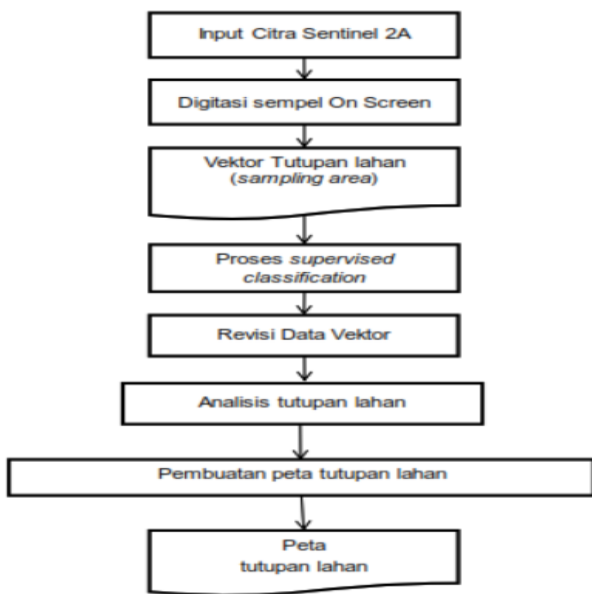 Input Citra Sentinel 2A
Digitasi sempel On Screen
Vektor Tutupan lahan
(sampling area)
Proses supervised
classification
Revisi Data Vektor
Analisis tutupan lahan
Pembuatan peta tutupan lahan
Peta
tutupan lahan